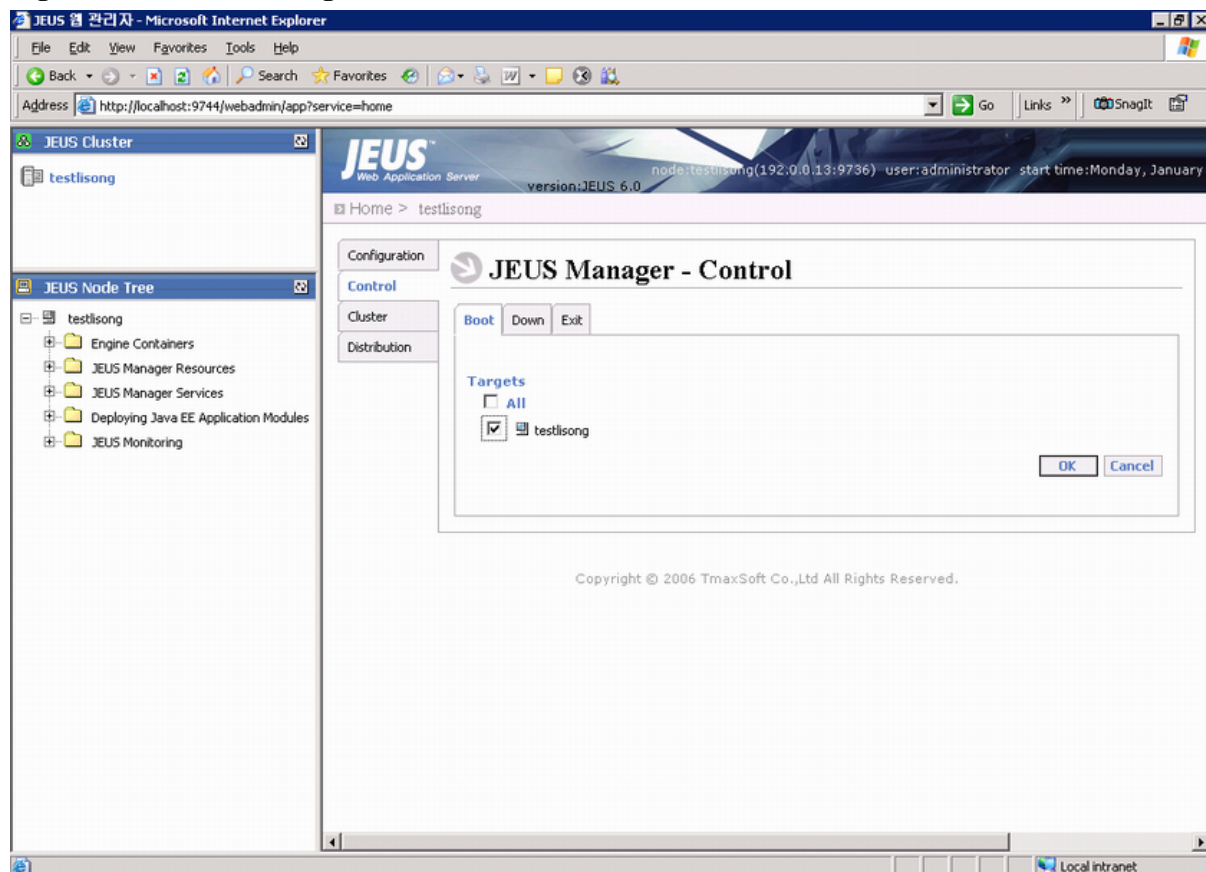 JEUS 웹 관리자 - Microsoft Internet Explorer
File Edit View Favorites Tools Help
Back Search Favorites
Address http://localhost:9744/webadmin/app?service=home Go Links » SnagIt
JEUS Cluster
testlisong
JEUS Node Tree
testlisong
Engine Containers
JEUS Manager Resources
JEUS Manager Services
Deploying Java EE Application Modules
JEUS Monitoring
JEUS™
Web Application Server
version:JEUS 6.0
node:testlisong(192.0.0.13:9736) user:administrator start time:Monday, January
Home > testlisong
Configuration
Control
Cluster
Distribution
JEUS Manager - Control
Boot Down Exit
Targets
All
testlisong
OK Cancel
Copyright © 2006 TmaxSoft Co.,Ltd All Rights Reserved.
Local intranet